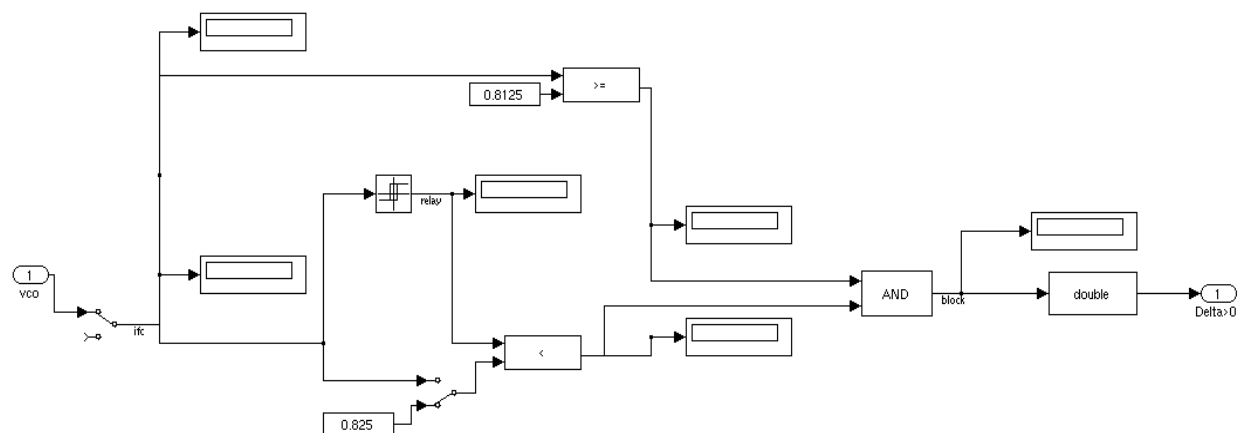 >=
0.8125
relay
1
vco
ifc
AND
block
double
1
Delta>0
<
0.825